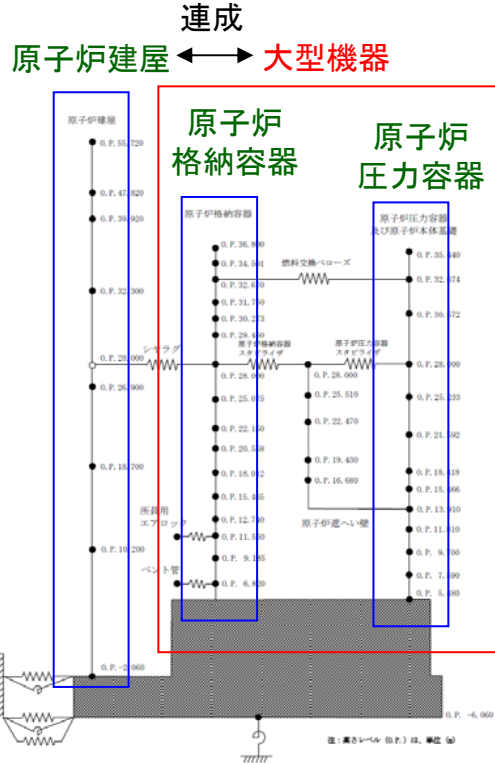 連成
原子炉建屋
大型機器
原子炉
格納容器
原子炉
圧力容器
原子炉建屋
O.P.55.720
O.P.47.820
O.P.39.920
O.P.32.300
O.P.28.000
O.P.26.900
O.P.18.700
O.P.10.200
O.P.-2.060
シヤラグ
原子炉格納容器
O.P.36.800
O.P.34.501
O.P.32.670
O.P.31.750
O.P.30.273
O.P.29.450
O.P.28.000
O.P.25.075
O.P.22.150
O.P.20.558
O.P.18.012
O.P.15.465
O.P.12.750
O.P.11.550
O.P. 9.185
O.P. 6.820
所員用
エアロック
ベント管
燃料交換ベローズ
原子炉格納容器
スタビライザ
原子炉圧力容器
スタビライザ
O.P.28.000
O.P.25.510
O.P.22.470
O.P.19.430
O.P.16.680
原子炉遮へい壁
原子炉圧力容器
及び原子炉本体基礎
O.P.35.440
O.P.32.674
O.P.30.572
O.P.28.000
O.P.25.233
O.P.21.592
O.P.18.418
O.P.15.466
O.P.13.910
O.P.11.810
O.P. 9.700
O.P. 7.590
O.P. 5.480
O.P. -6.060
注:高さレベル (O.P.) は、単位 (m)